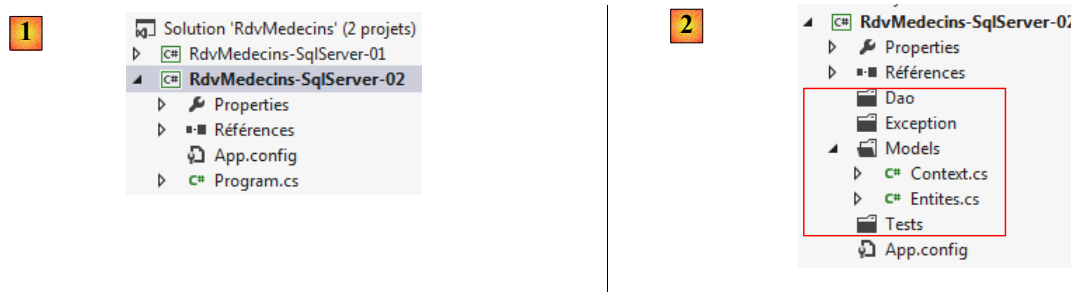 1
Solution 'RdvMedecins' (2 projets)
C# RdvMedecins-SqlServer-01
C# RdvMedecins-SqlServer-02
Properties
Références
App.config
C# Program.cs
2
C# RdvMedecins-SqlServer-02
Properties
Références
Dao
Exception
Models
C# Context.cs
C# Entites.cs
Tests
App.config